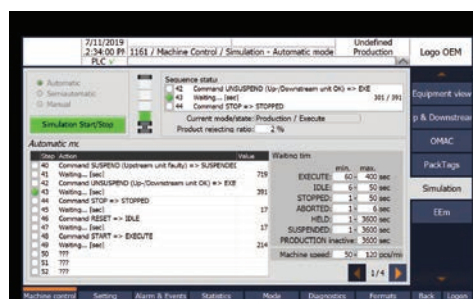 7/11/2019
2:34:00 PM
PLC
1161 / Machine Control / Simulation - Automatic mode
Undefined
Production
Logo OEM
Automatic
Semiautomatic
Manual
Simulation Start/Stop
Sequence status
42 Command UNSUSPEND (Up-/Downstream unit OK) => EXE
43 Waiting... [sec] 301 / 391
44 Command STOP => STOPPED
Current mode/state: Production / Execute
Product rejecting ratio: 2 %
Automatic mo
Step Action Value
40 Command SUSPEND (Upstream unit faulty) => SUSPENDED
41 Waiting... [sec] 719
42 Command UNSUSPEND (Up-/Downstream unit OK) => EXE
43 Waiting... [sec] 391
44 Command STOP => STOPPED
45 Waiting... [sec] 17
46 Command RESET => IDLE
47 Waiting... [sec] 17
48 Command START => EXECUTE
49 Waiting... [sec] 214
50 ???
51 ???
52 ???
Waiting tim
min. max.
EXECUTE: 60 400 sec
IDLE: 6 50 sec
STOPPED: 1 50 sec
ABORTED: 1 6 sec
HELD: 1 3600 sec
SUSPENDED: 1 3600 sec
PRODUCTION inactive: 3600 sec
Machine speed: 50 120 pcs/mi
1/4
Equipment view
p & Downstrea
OMAC
PackTags
Simulation
EEm
Machine control
Setting
Alarm & Events
Statistics
Mode
Diagnostics
Formats
Back
Login